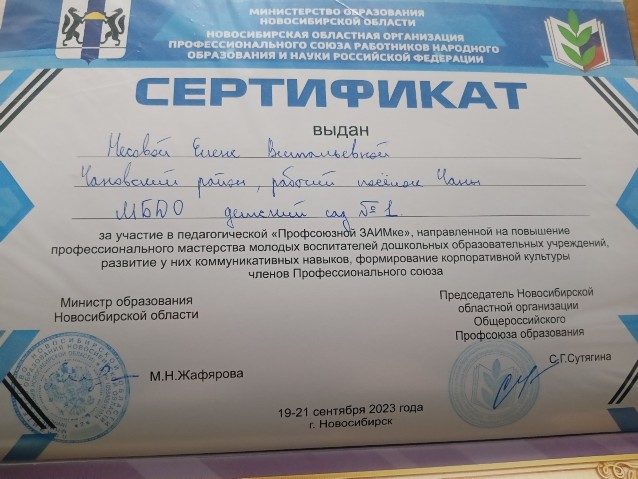 МИНИСТЕРСТВО ОБРАЗОВАНИЯ
НОВОСИБИРСКОЙ ОБЛАСТИ
НОВОСИБИРСКАЯ ОБЛАСТНАЯ ОРГАНИЗАЦИЯ
ПРОФЕССИОНАЛЬНОГО СОЮЗА РАБОТНИКОВ НАРОДНОГО
ОБРАЗОВАНИЯ И НАУКИ РОССИЙСКОЙ ФЕДЕРАЦИИ
СЕРТИФИКАТ
выдан
Несовой Елене Витальевной
Чановский район, рабочий посёлок Чаны
МБДО детский сад №1
за участие в педагогической «Профсоюзной ЗАИМке», направленной на повышение
профессионального мастерства молодых воспитателей дошкольных образовательных учреждений,
развитие у них коммуникативных навыков, формирование корпоративной культуры
членов Профессионального союза
Министр образования
Новосибирской области
М.Н.Жафярова
Председатель Новосибирской
областной организации
Общероссийского
Профсоюза образования
С.Г.Сутягина
19-21 сентября 2023 года
г. Новосибирск